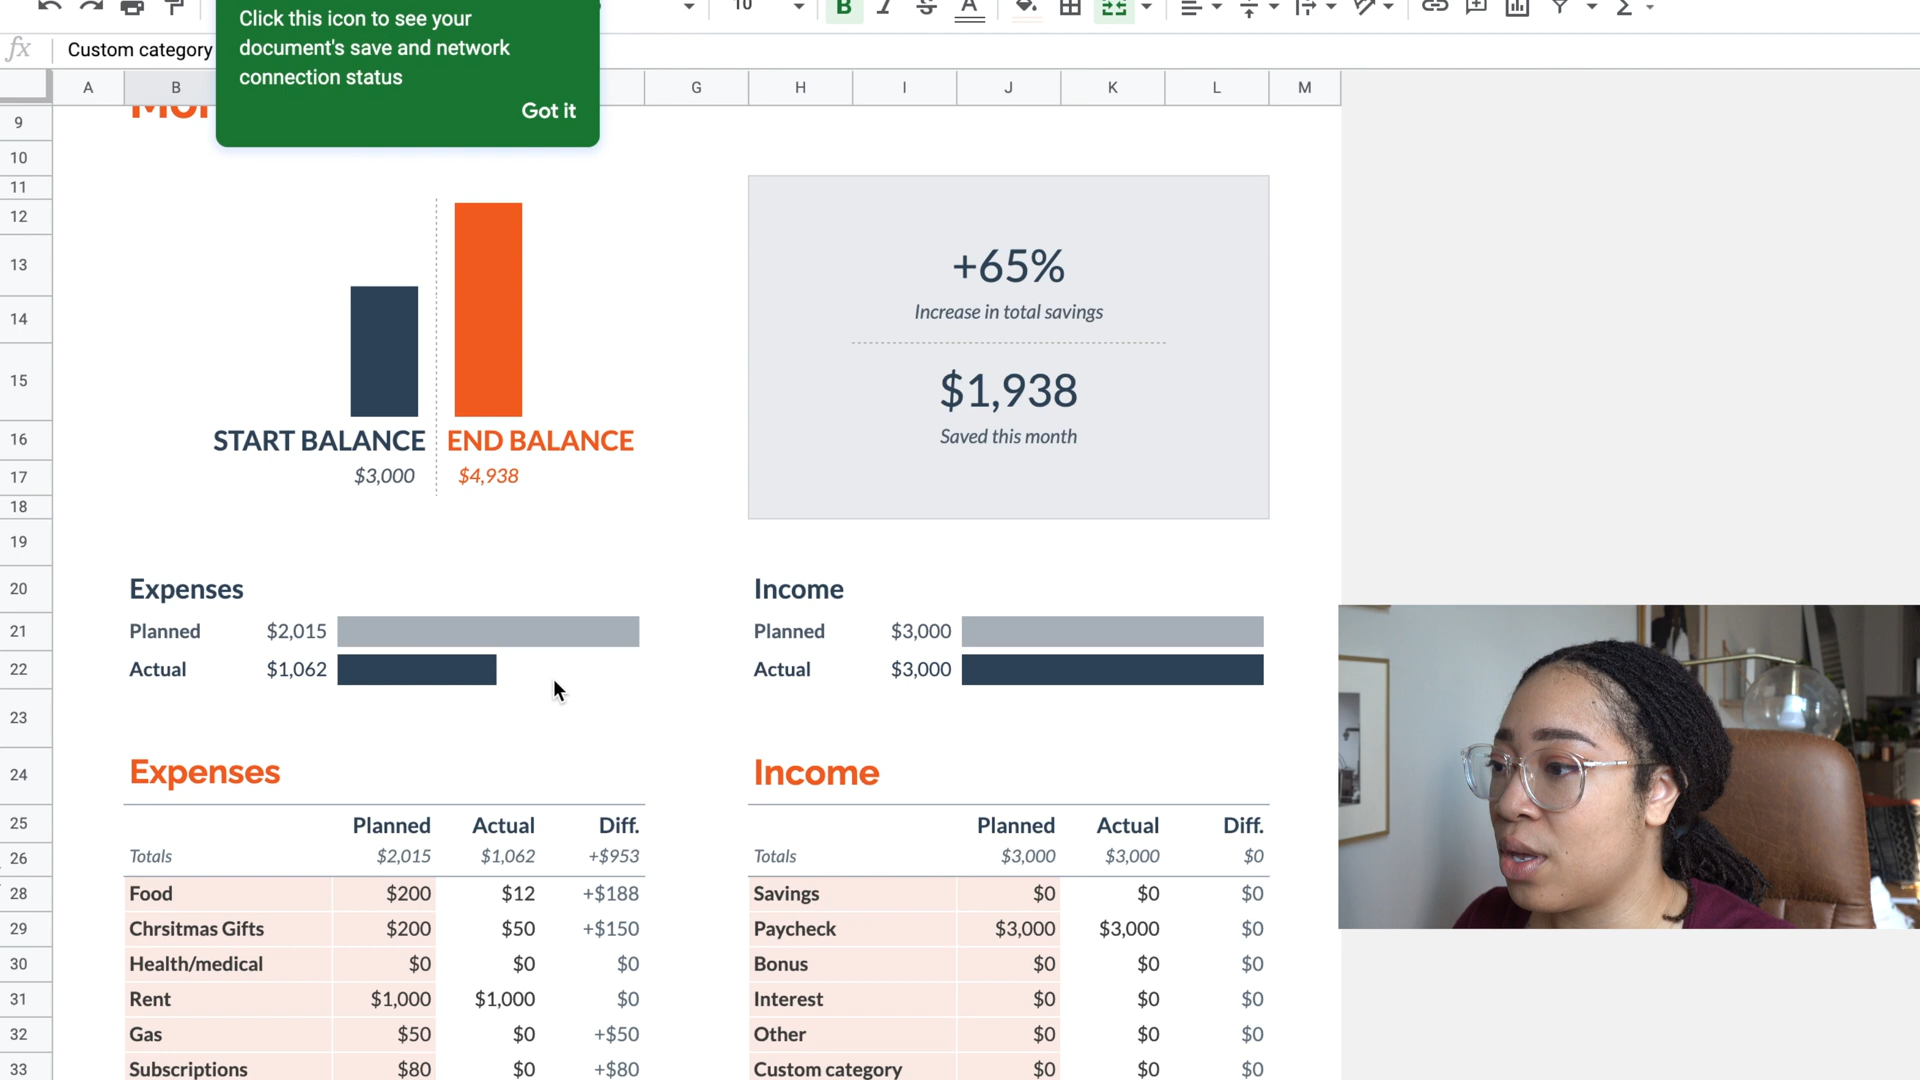 Click this icon to see your
document's save and network
connection status
Got it
10
B
fx Custom category
A B G H I J K L M
9
10
11
12
13
14
15
16
17
18
19
20
21
22
23
24
25
26
28
29
30
31
32
33
+65%
Increase in total savings
$1,938
Saved this month
START BALANCE END BALANCE
$3,000 $4,938
Expenses
Planned $2,015
Actual $1,062
Income
Planned $3,000
Actual $3,000
Expenses
Planned Actual Diff.
Totals $2,015 $1,062 +$953
Food $200 $12 +$188
Chrsitmas Gifts $200 $50 +$150
Health/medical $0 $0 $0
Rent $1,000 $1,000 $0
Gas $50 $0 +$50
Subscriptions $80 $0 +$80
Income
Planned Actual Diff.
Totals $3,000 $3,000 $0
Savings $0 $0 $0
Paycheck $3,000 $3,000 $0
Bonus $0 $0 $0
Interest $0 $0 $0
Other $0 $0 $0
Custom category $0 $0 $0